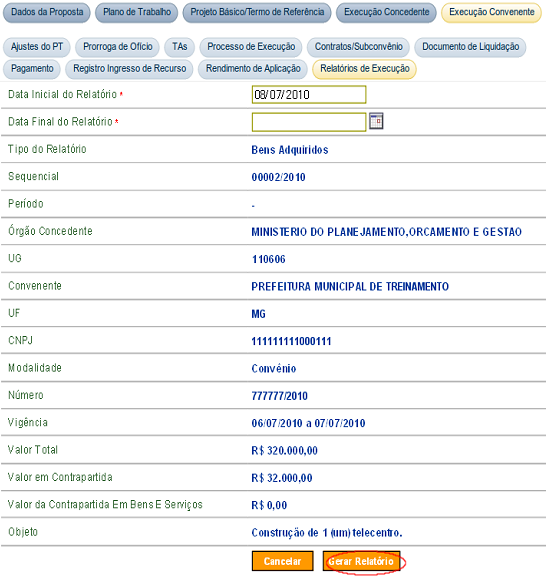 Dados da Proposta Plano de Trabalho Projeto Básico/Termo de Referência Execução Concedente Execução Convenente
Ajustes do PT Prorroga de Ofício TAs Processo de Execução Contratos/Subconvênio Documento de Liquidação
Pagamento Registro Ingresso de Recurso Rendimento de Aplicação Relatórios de Execução
Data Inicial do Relatório * 08/07/2010
Data Final do Relatório *
Tipo do Relatório Bens Adquiridos
Sequencial 00002/2010
Período -
Órgão Concedente MINISTERIO DO PLANEJAMENTO,ORCAMENTO E GESTAO
UG 110606
Convenente PREFEITURA MUNICIPAL DE TREINAMENTO
UF MG
CNPJ 111111111000111
Modalidade Convênio
Número 777777/2010
Vigência 06/07/2010 a 07/07/2010
Valor Total R$ 320.000,00
Valor em Contrapartida R$ 32.000,00
Valor da Contrapartida Em Bens E Serviços R$ 0,00
Objeto Construção de 1 (um) telecentro.
Cancelar Gerar Relatório